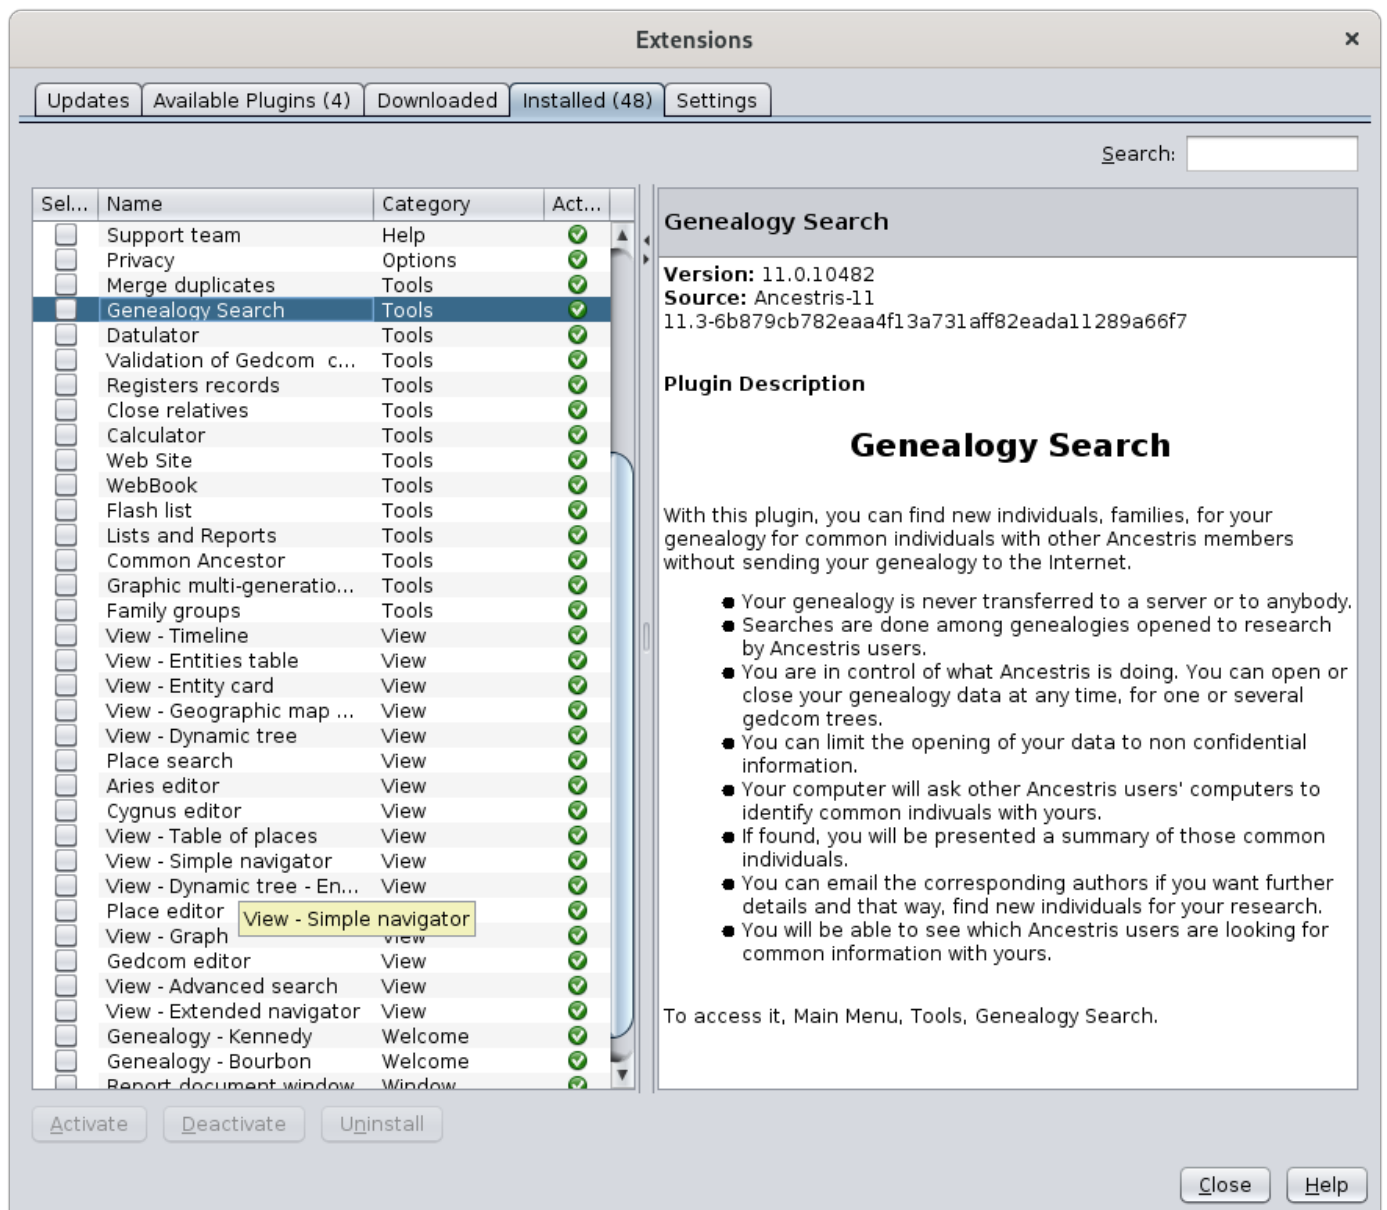 Extensions
Updates Available Plugins (4) Downloaded Installed (48) Settings
Search:
Sel... Name Category Act...
Support team Help
Privacy Options
Merge duplicates Tools
Genealogy Search Tools
Datulator Tools
Validation of Gedcom c... Tools
Registers records Tools
Close relatives Tools
Calculator Tools
Web Site Tools
WebBook Tools
Flash list Tools
Lists and Reports Tools
Common Ancestor Tools
Graphic multi-generatio... Tools
Family groups Tools
View - Timeline View
View - Entities table View
View - Entity card View
View - Geographic map ... View
View - Dynamic tree View
Place search View
Aries editor View
Cygnus editor View
View - Table of places View
View - Simple navigator View
View - Dynamic tree - En... View
Place editor
View - Simple navigator
View - Graph View
Gedcom editor View
View - Advanced search View
View - Extended navigator View
Genealogy - Kennedy Welcome
Genealogy - Bourbon Welcome
Report document window Window
Genealogy Search
Version: 11.0.10482
Source: Ancestris-11
11.3-6b879cb782eaa4f13a731aff82eada11289a66f7
Plugin Description
Genealogy Search
With this plugin, you can find new individuals, families, for your
genealogy for common individuals with other Ancestris members
without sending your genealogy to the Internet.
Your genealogy is never transferred to a server or to anybody.
Searches are done among genealogies opened to research
by Ancestris users.
You are in control of what Ancestris is doing. You can open or
close your genealogy data at any time, for one or several
gedcom trees.
You can limit the opening of your data to non confidential
information.
Your computer will ask other Ancestris users' computers to
identify common indivuals with yours.
If found, you will be presented a summary of those common
individuals.
You can email the corresponding authors if you want further
details and that way, find new individuals for your research.
You will be able to see which Ancestris users are looking for
common information with yours.
To access it, Main Menu, Tools, Genealogy Search.
Activate Deactivate Uninstall
Close Help